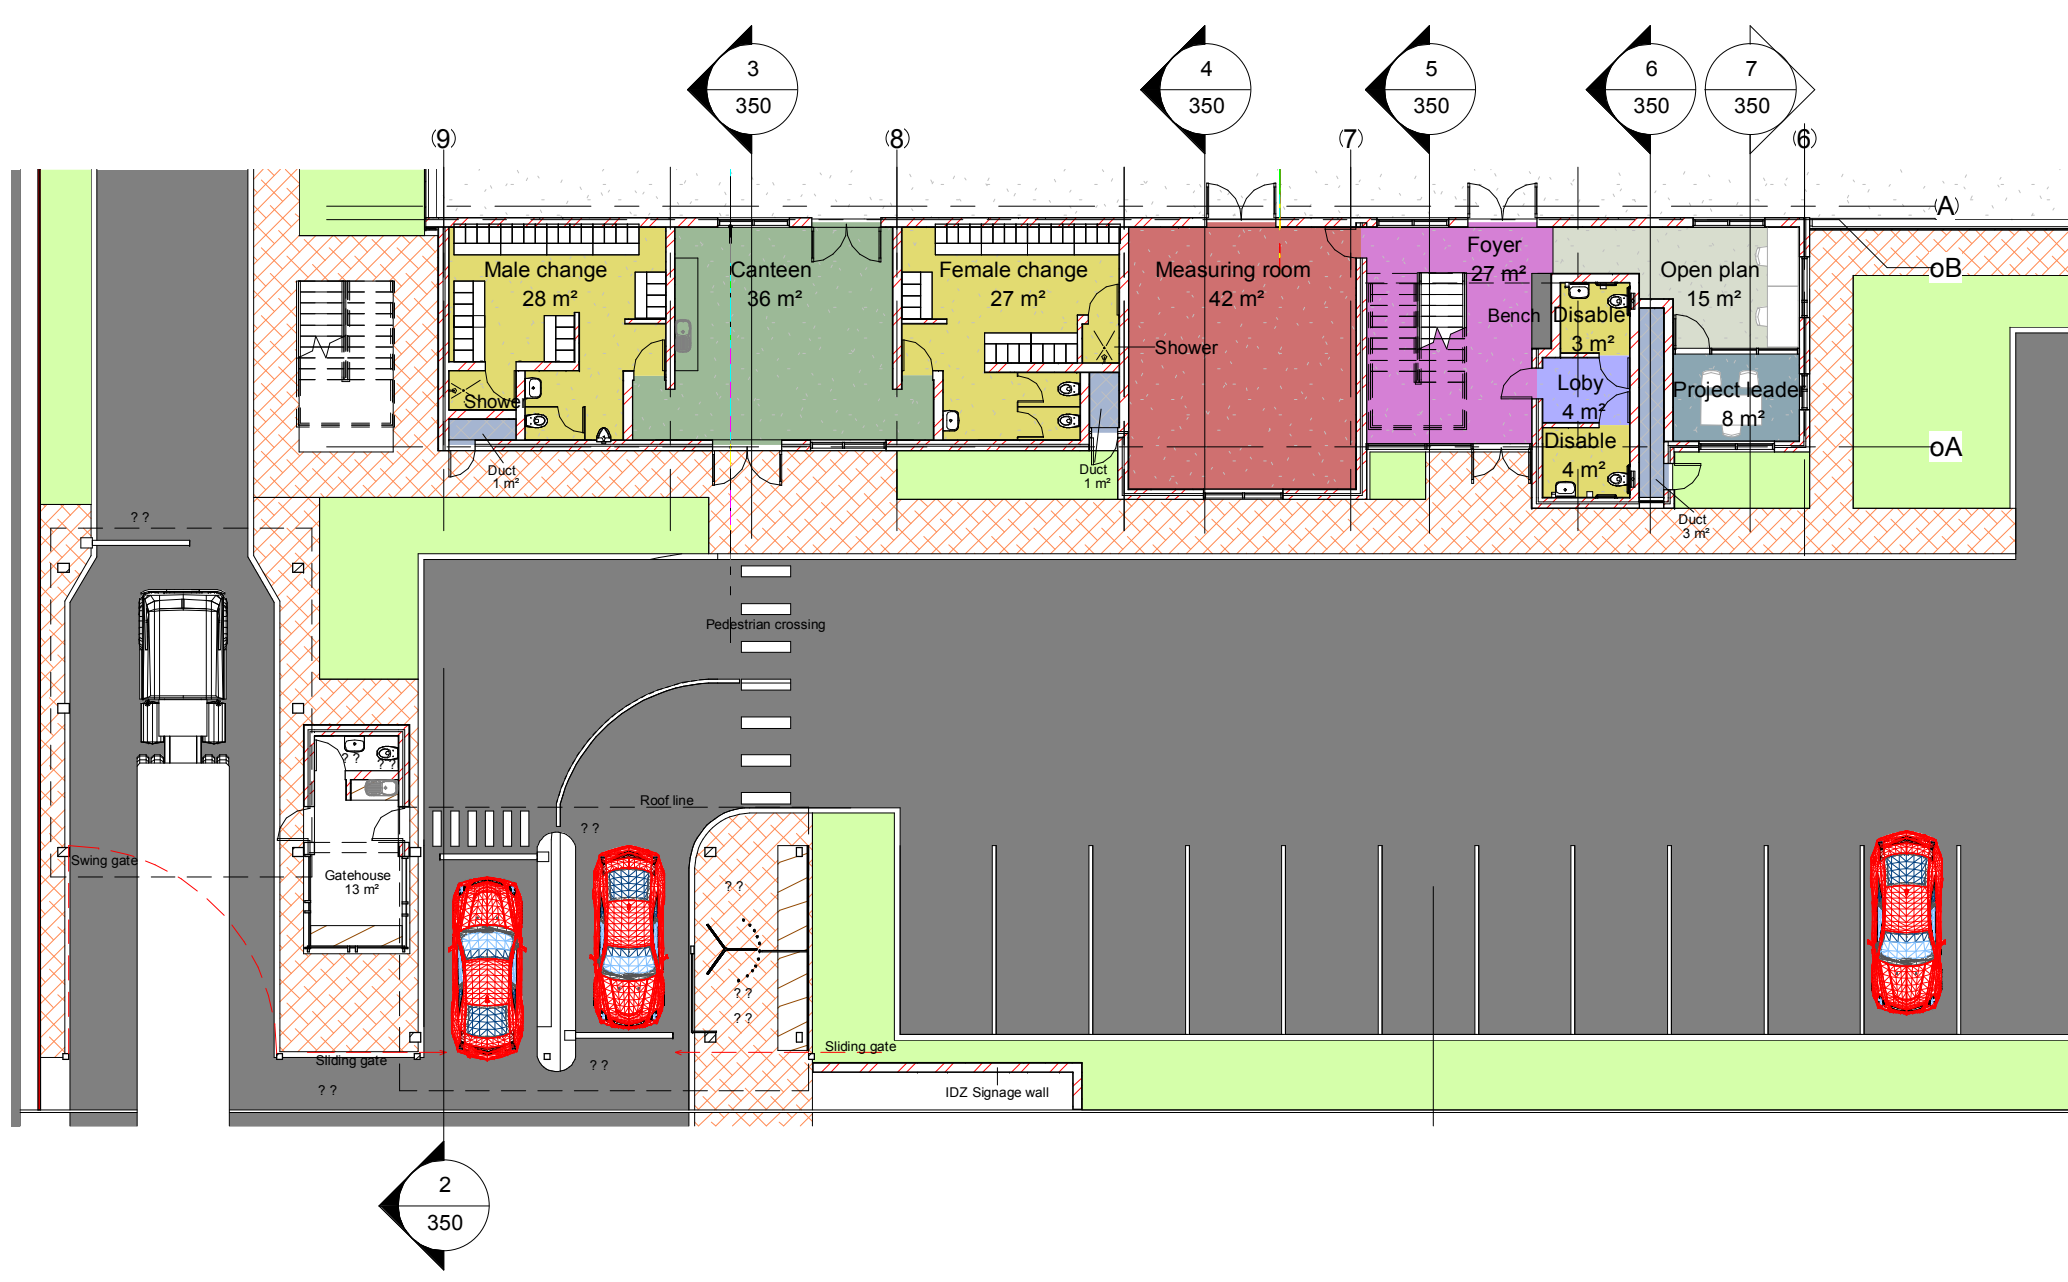 3
350
4
350
5
350
6
350
7
350
(9)
(8)
(7)
(6)
(A)
Male change
28 m²
Canteen
36 m²
Female change
27 m²
Measuring room
42 m²
Foyer
27 m²
Open plan
15 m²
oB
Bench
Disable
3 m²
Shower
Loby
4 m²
Project leader
8 m²
Shower
Disable
4 m²
oA
Duct
1 m²
Duct
1 m²
Duct
3 m²
? ?
Pedestrian crossing
? ?
? ?
Roof line
? ?
Swing gate
Gatehouse
13 m²
? ?
? ?
? ?
Sliding gate
Sliding gate
? ?
? ?
IDZ Signage wall
2
350